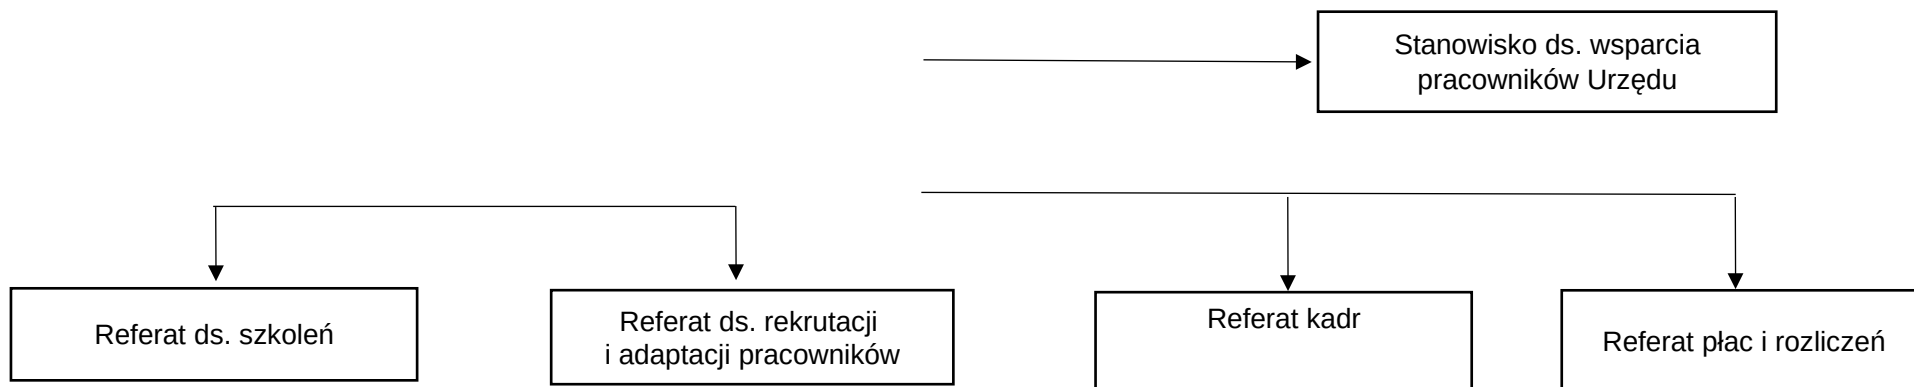 Stanowisko ds. wsparcia
pracowników Urzędu
Referat ds. szkoleń
Referat ds. rekrutacji
i adaptacji pracowników
Referat kadr
Referat płac i rozliczeń